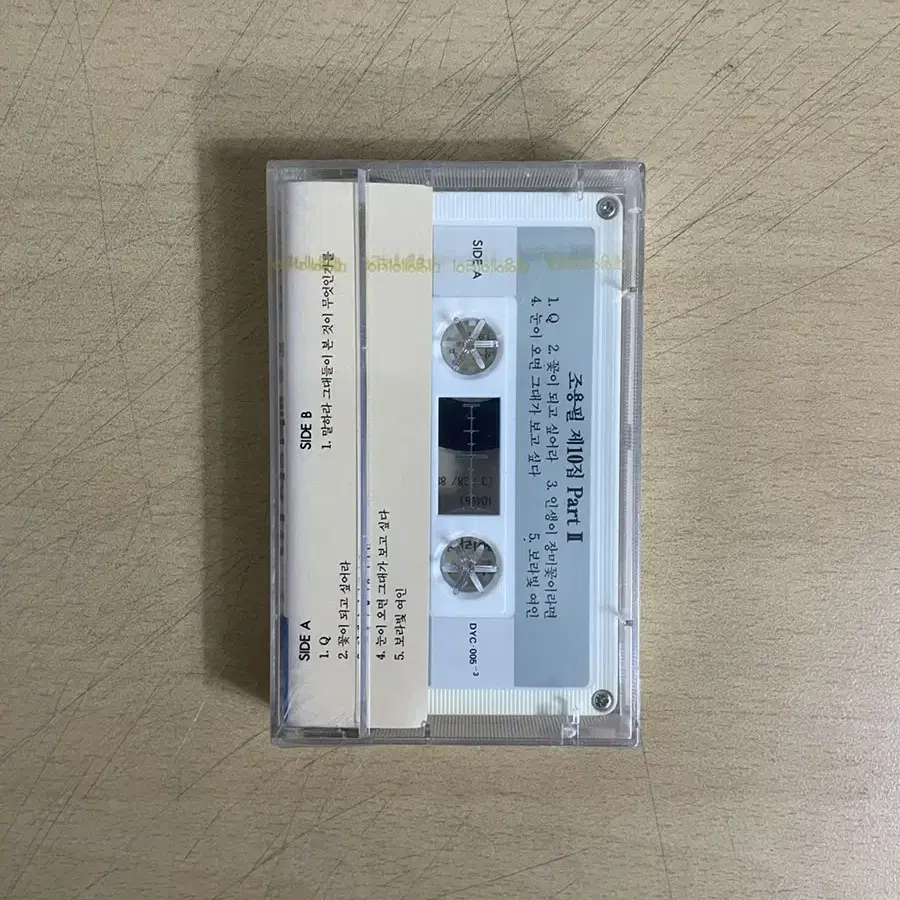 SIDE A
1. Q
2. 꽃이 되고 싶어라
4. 눈이 오면 그대가 보고 싶다
5. 보라빛 여인
SIDE B
1. 말하라 그대들이 본 것이 무엇인가를
SIDE A
DYC-005-3
조용필 제10집 Part Ⅱ
1. Q 2. 꽃이 되고 싶어라 3. 인생이 장미꽃이라면
4. 눈이 오면 그대가 보고 싶다 5. 보라빛 여인